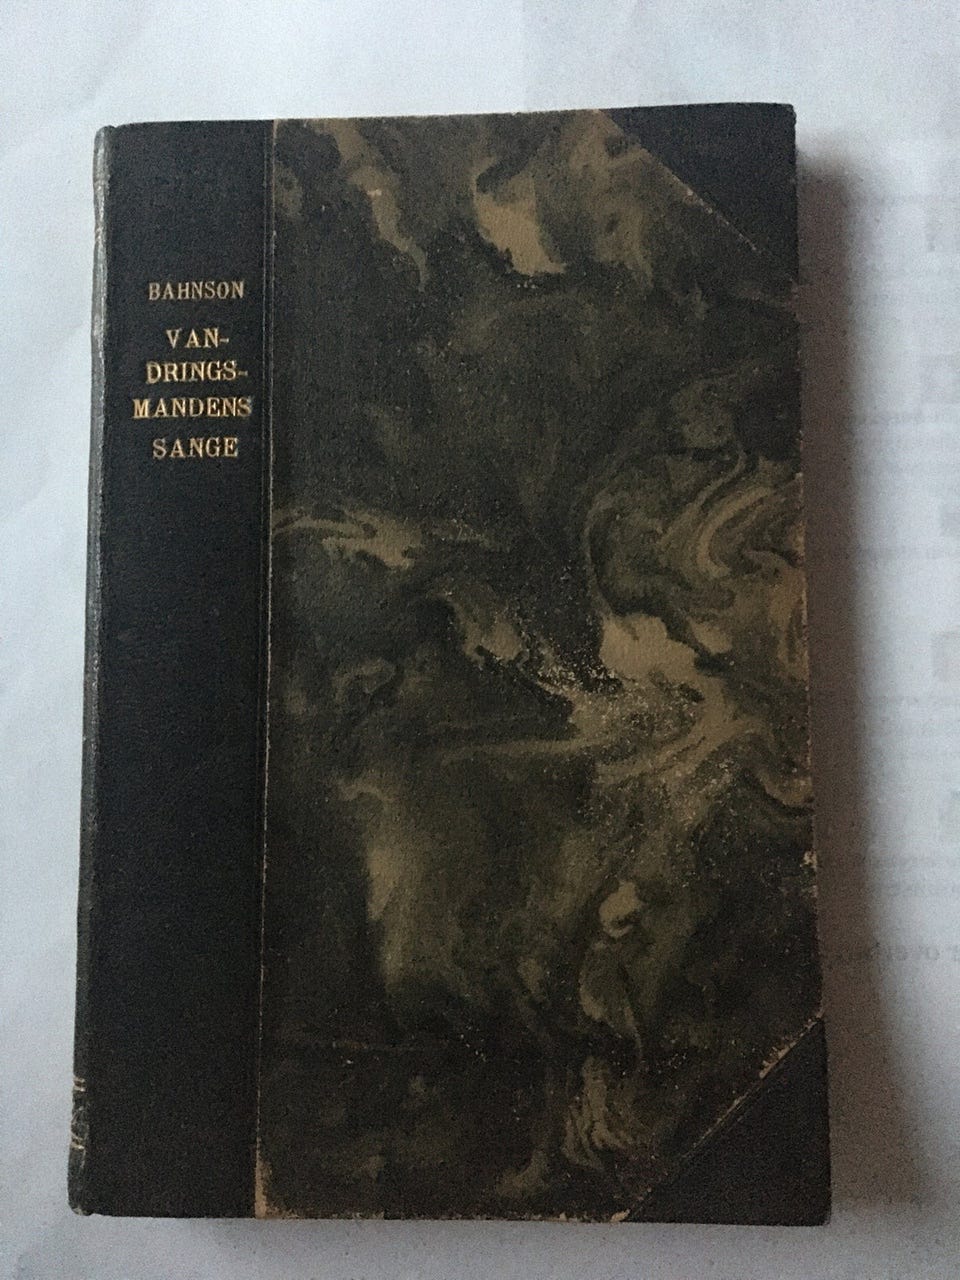 BAHNSON
VAN-
DRINGS-
MANDENS
SANGE